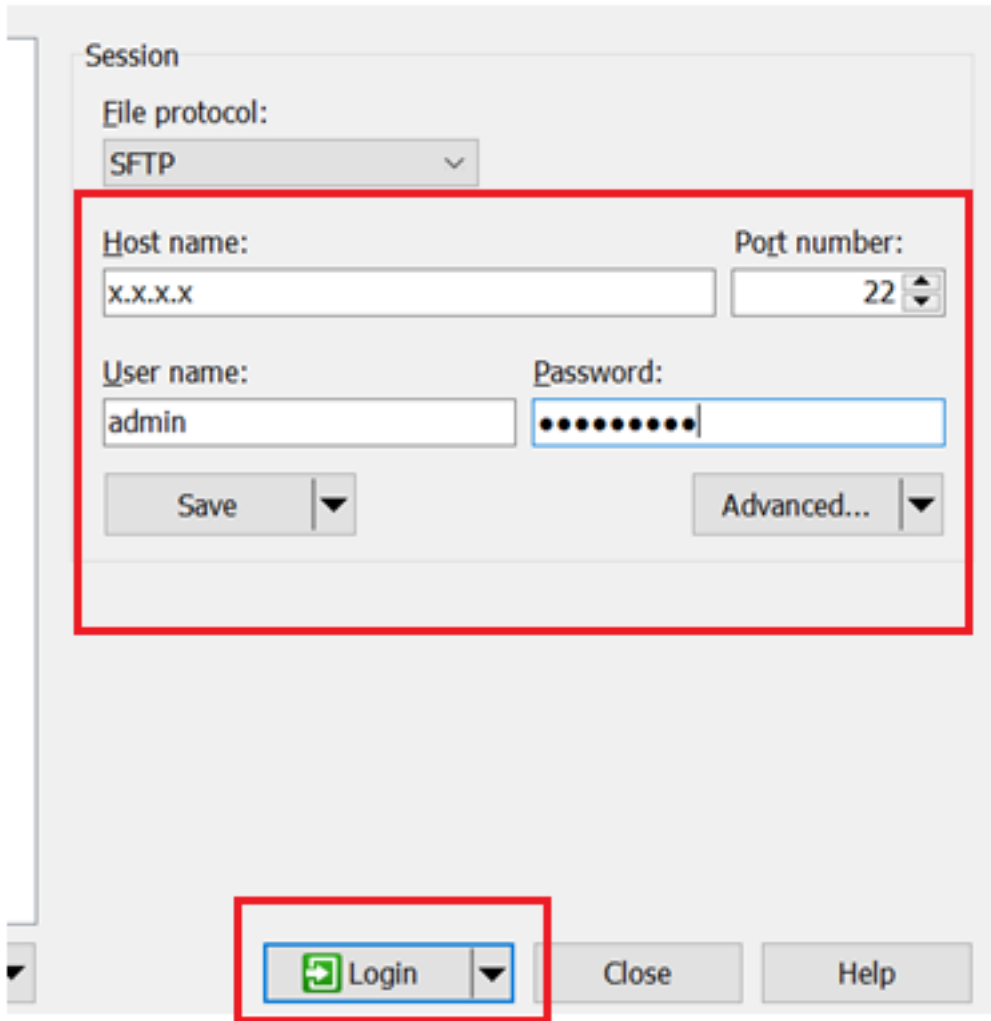 Session
File protocol:
SFTP
Host name: Port number:
x.x.x.x 22
User name: Password:
admin •••••••••
Save Advanced...
Login Close Help